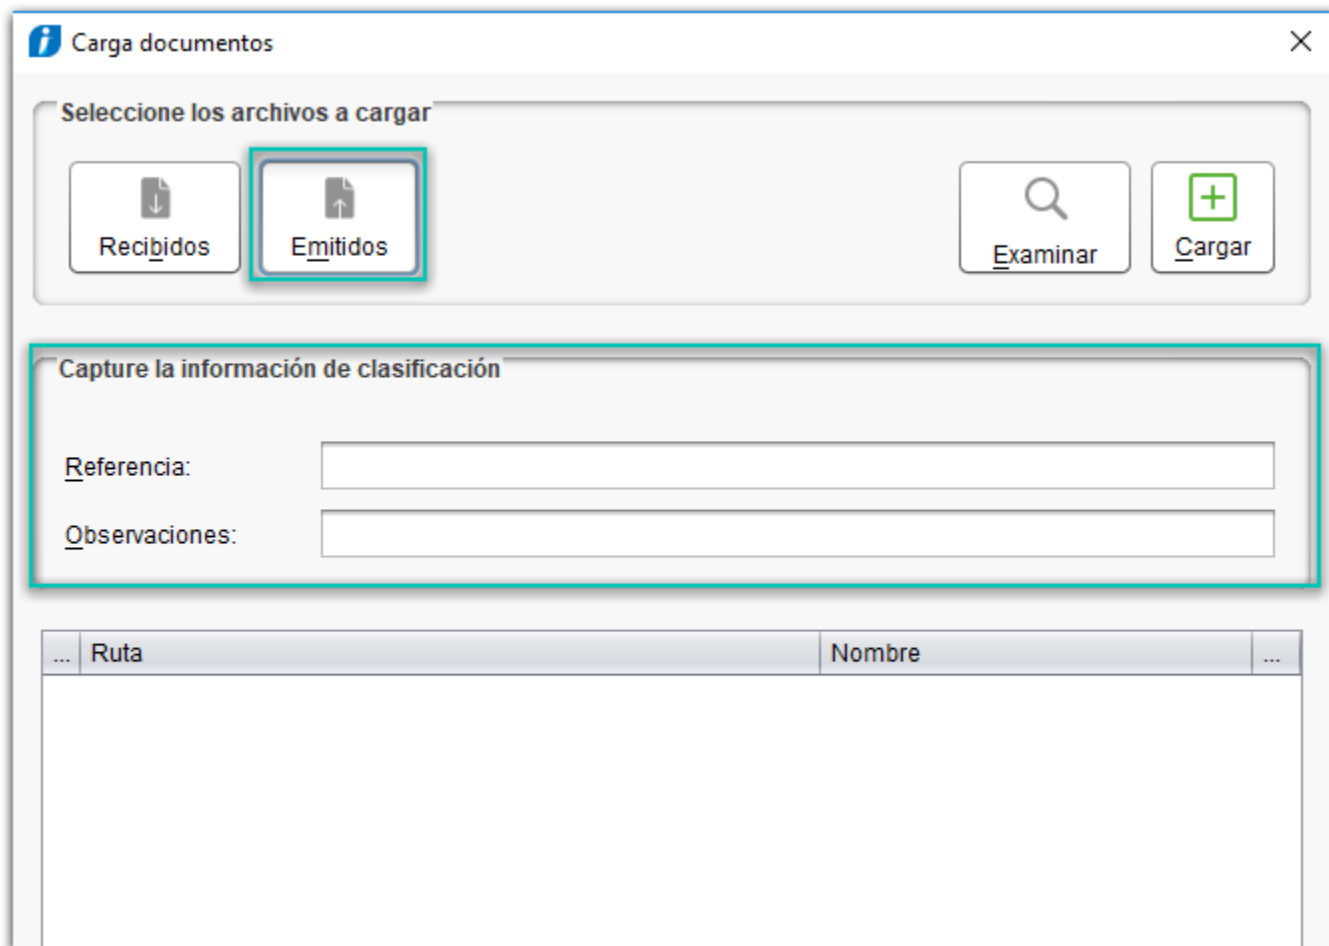 Carga documentos
Seleccione los archivos a cargar
Recibidos
Emitidos
Examinar
Cargar
Capture la información de clasificación
Referencia:
Observaciones:
... Ruta Nombre ...